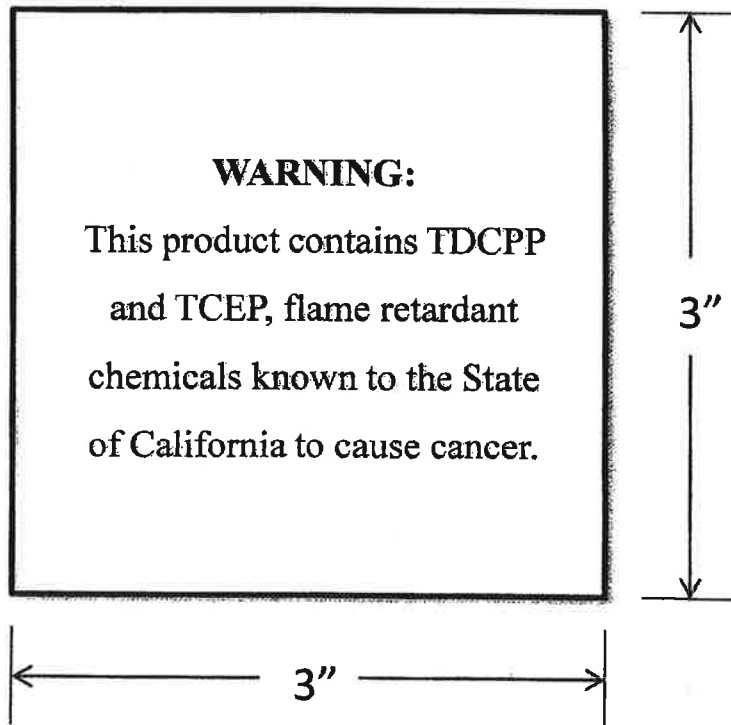 WARNING:
This product contains TDCPP
and TCEP, flame retardant
chemicals known to the State
of California to cause cancer.
3"
3"